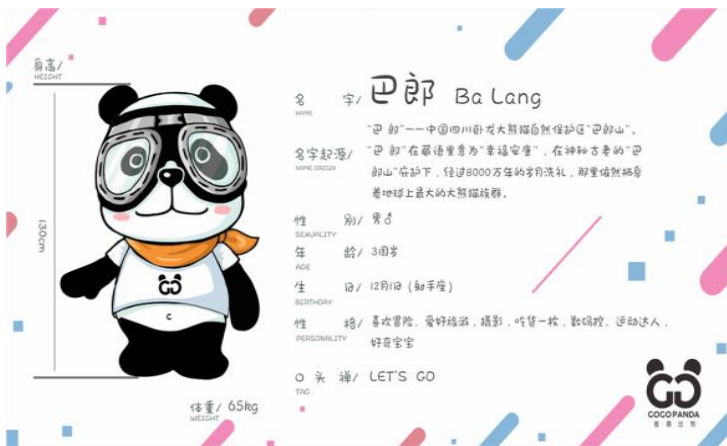 身高/
HEIGHT
130cm
体重/ 65kg
WEIGHT
名 字/ 巴郎 Ba Lang
NAME
“巴郎”——中国四川卧龙大熊猫自然保护区“巴郎山”。
名字起源/ “巴郎”在藏语里意为“幸福安康”，在神秘古老的“巴
NAME ORIGIN
郎山”庇护下，经过8000万年的岁月洗礼，那里依然栖息
着地球上最大的大熊猫族群。
性 别/ 男♂
SEXUALITY
年 龄/ 3周岁
AGE
生 日/ 12月1日（射手座）
BIRTHDAY
性 格/ 喜欢冒险、爱好旅游，摄影，吃货一枚，数码控、运动达人，
PERSONALITY
好奇宝宝
口 头 禅/ LET'S GO
TAG
GOGOPANDA